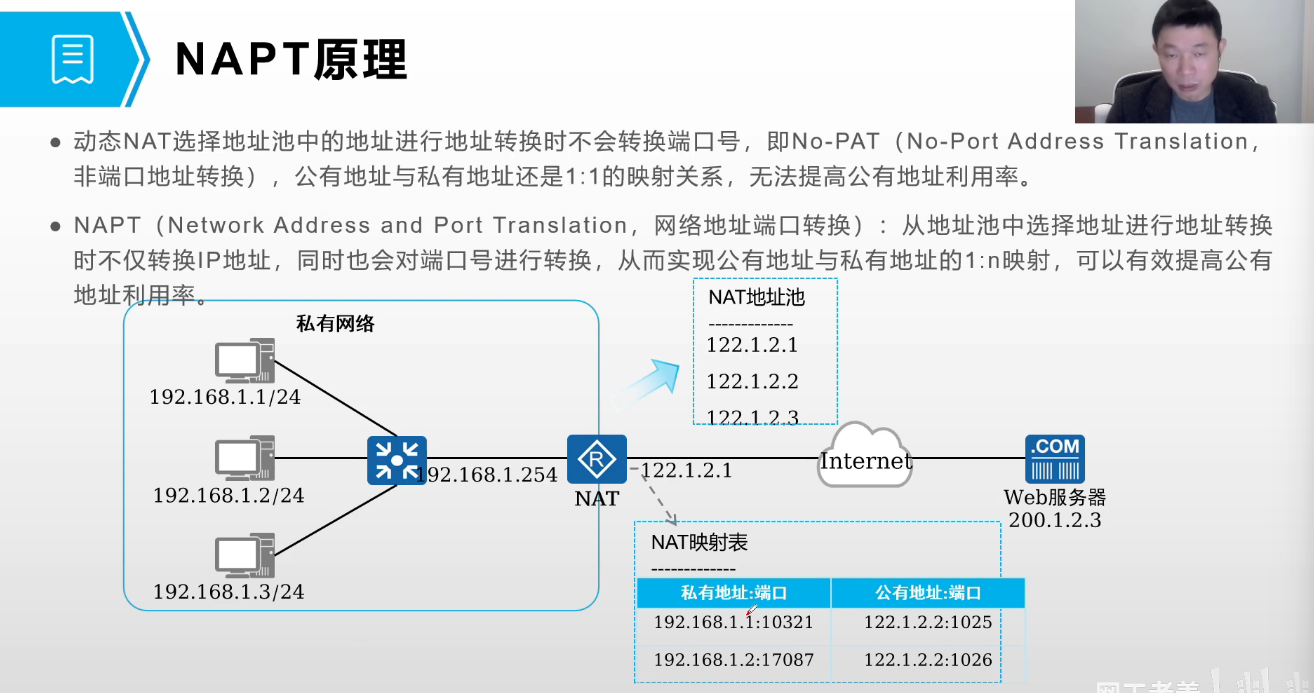 NAPT原理
动态NAT选择地址池中的地址进行地址转换时不会转换端口号，即No-PAT（No-Port Address Translation，
非端口地址转换），公有地址与私有地址还是1:1的映射关系，无法提高公有地址利用率。
NAPT（Network Address and Port Translation，网络地址端口转换）：从地址池中选择地址进行地址转换
时不仅转换IP地址，同时也会对端口号进行转换，从而实现公有地址与私有地址的1:n映射，可以有效提高公有
地址利用率。
私有网络
192.168.1.1/24
192.168.1.2/24
192.168.1.3/24
192.168.1.254
R
NAT
122.1.2.1
NAT地址池
-------------
122.1.2.1
122.1.2.2
122.1.2.3
Internet
.COM
Web服务器
200.1.2.3
NAT映射表
-------------
私有地址:端口 公有地址:端口
192.168.1.1:10321 122.1.2.2:1025
192.168.1.2:17087 122.1.2.2:1026